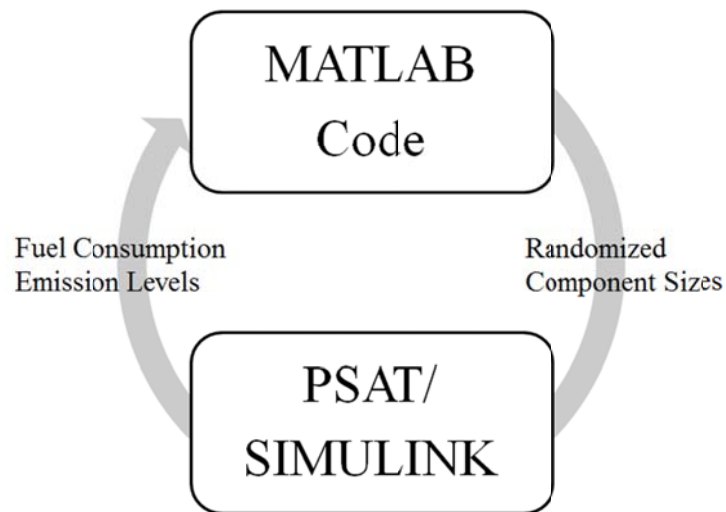 MATLAB
Code
Fuel Consumption
Emission Levels
Randomized
Component Sizes
PSAT/
SIMULINK